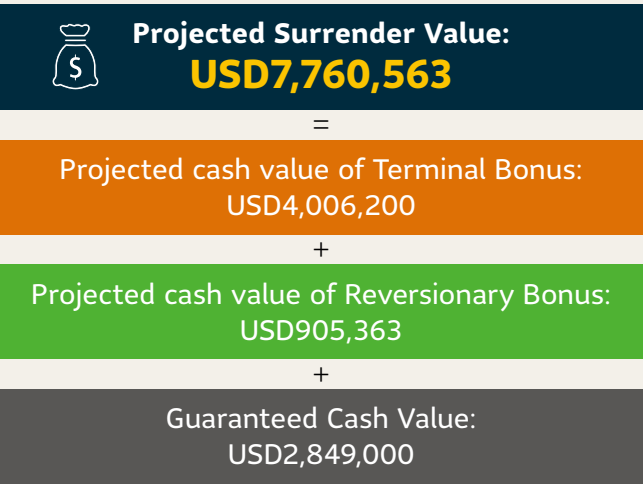 Projected Surrender Value:
$
USD7,760,563
=
Projected cash value of Terminal Bonus:
USD4,006,200
+
Projected cash value of Reversionary Bonus:
USD905,363
+
Guaranteed Cash Value:
USD2,849,000